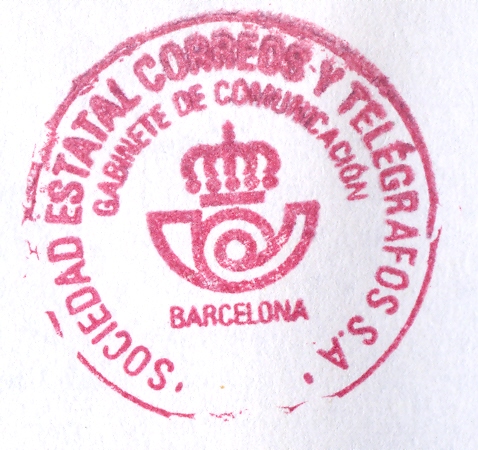 · SOCIEDAD ESTATAL CORREOS Y TELÉGRAFOS S.A ·
GABINETE DE COMUNICACIÓN
BARCELONA